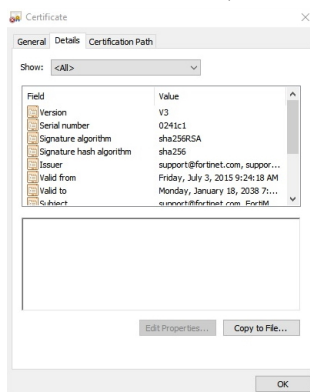 Certificate
General Details Certification Path
Show: <All>
Field Value
Version V3
Serial number 0241c1
Signature algorithm sha256RSA
Signature hash algorithm sha256
Issuer support@fortinet.com, suppor...
Valid from Friday, July 3, 2015 9:24:18 AM
Valid to Monday, January 18, 2038 7:...
Subject support@fortinet.com, FortiM
Edit Properties... Copy to File...
OK